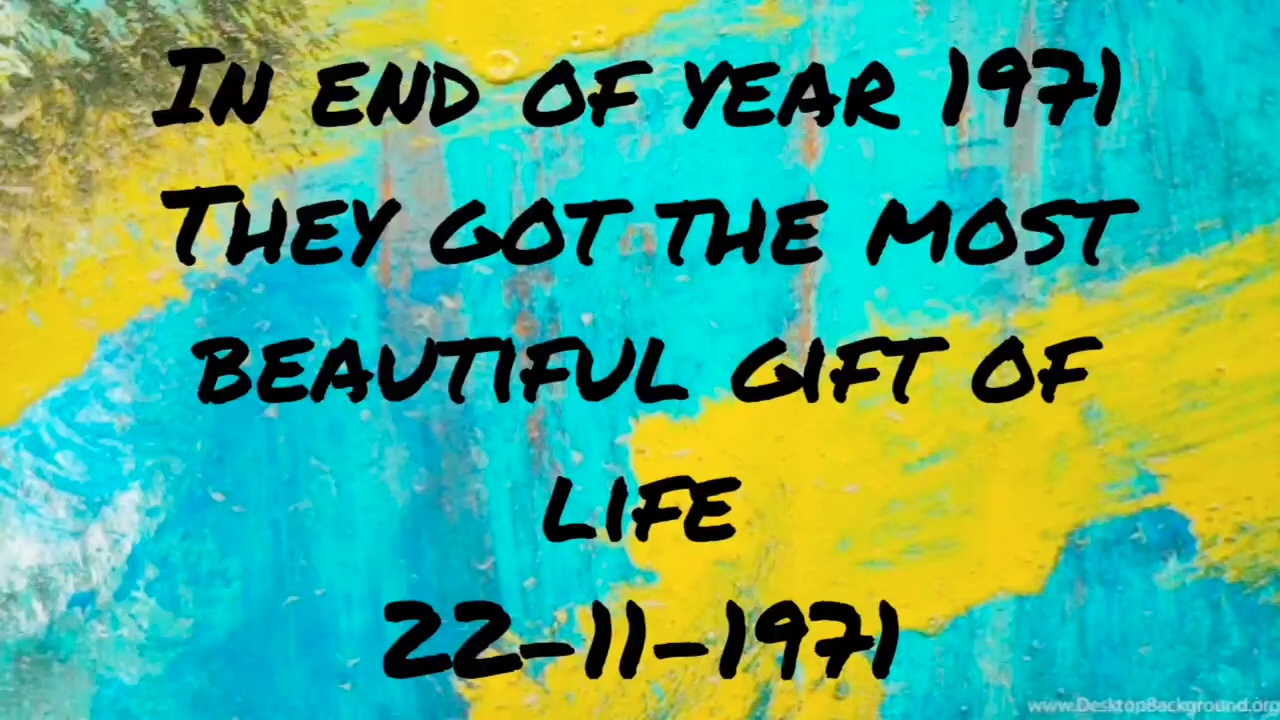 In end of year 1971
They got the most
beautiful gift of
life
22-11-1971
www.DesktopBackground.org